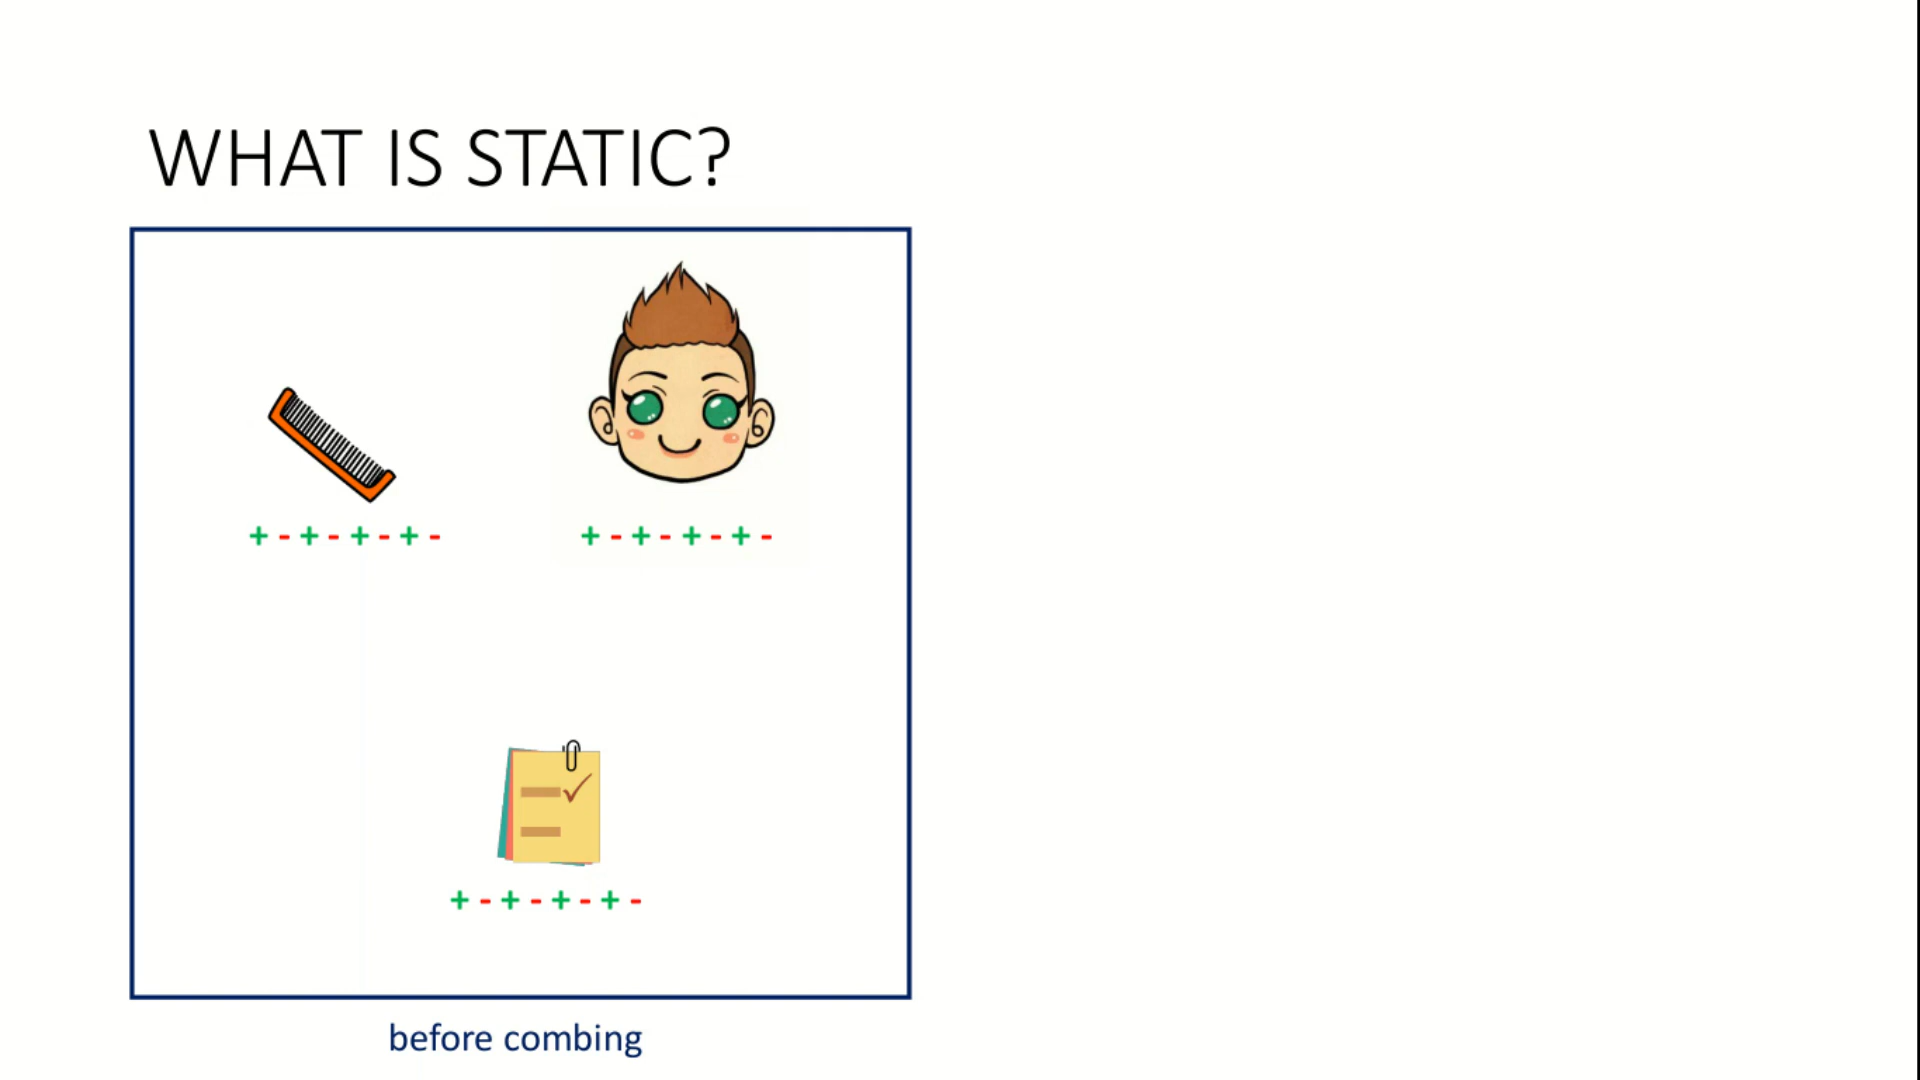 WHAT IS STATIC?
+ - + - + - + -
+ - + - + - + -
+ - + - + - + -
before combing